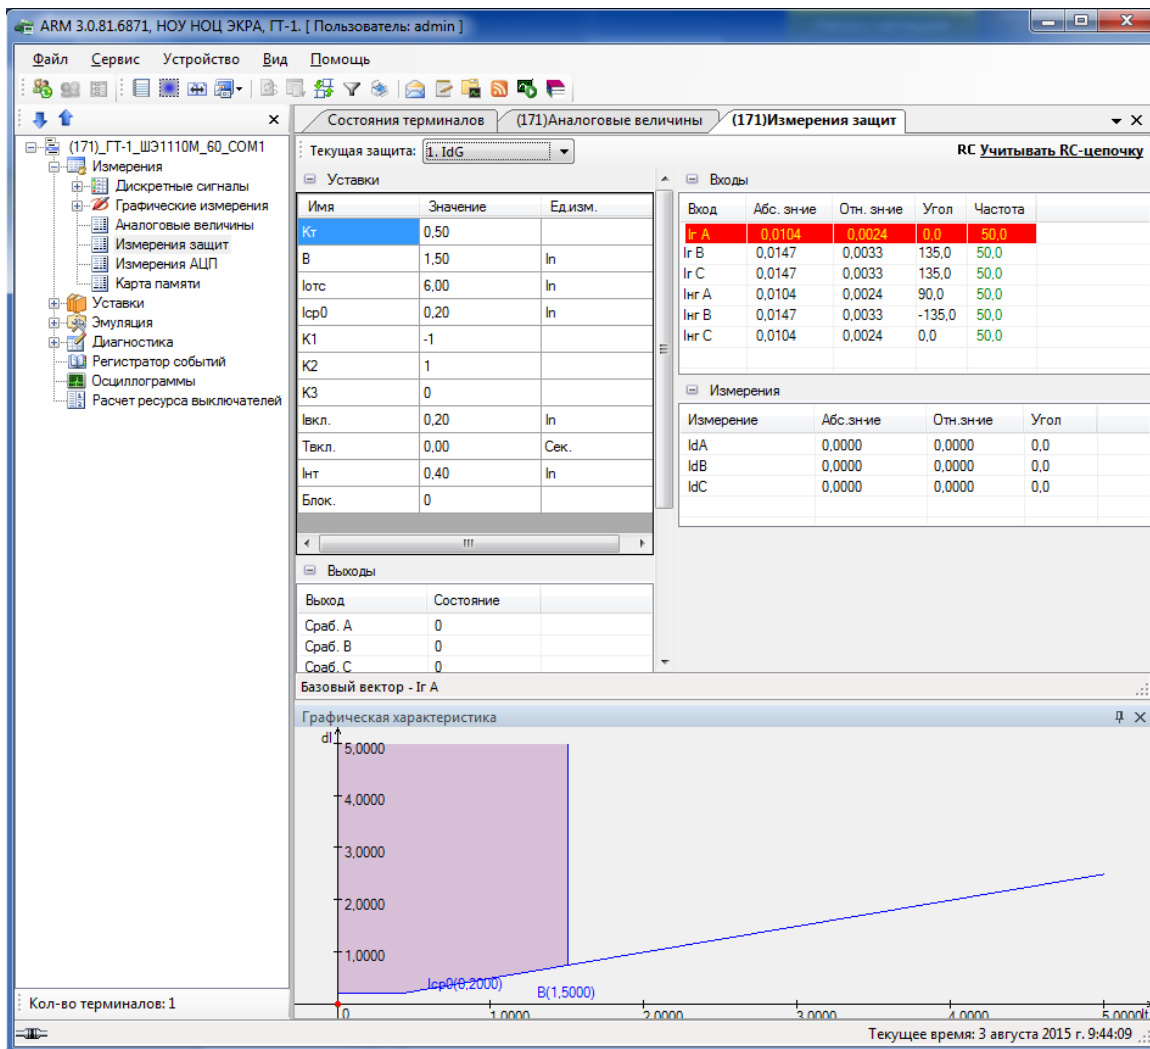 ARM 3.0.81.6871, НОУ НОЦ ЭКРА, ГТ-1. [ Пользователь: admin ]
Файл Сервис Устройство Вид Помощь
Состояния терминалов (171)Аналоговые величины (171)Измерения защит
(171)_ГТ-1_ШЭ1110М_60_COM1
Измерения
Дискретные сигналы
Графические измерения
Аналоговые величины
Измерения защит
Измерения АЦП
Карта памяти
Уставки
Эмуляция
Диагностика
Регистратор событий
Осциллограммы
Расчет ресурса выключателей
Кол-во терминалов: 1
Текущая защита: 1. IdG RC Учитывать RC-цепочку
Уставки
Имя Значение Ед.изм.
Кт 0,50
В 1,50 In
Iотс 6,00 In
Iср0 0,20 In
K1 -1
K2 1
K3 0
Iвкл. 0,20 In
Tвкл. 0,00 Сек.
Iнт 0,40 In
Блок. 0
Выходы
Выход Состояние
Сраб. А 0
Сраб. В 0
Сраб. С 0
Входы
Вход Абс. зн-ие Отн. зн-ие Угол Частота
Iг A 0,0104 0,0024 0,0 50,0
Iг B 0,0147 0,0033 135,0 50,0
Iг C 0,0147 0,0033 135,0 50,0
Iнг A 0,0104 0,0024 90,0 50,0
Iнг B 0,0147 0,0033 -135,0 50,0
Iнг C 0,0104 0,0024 0,0 50,0
Измерения
Измерение Абс.зн-ие Отн.зн-ие Угол
IdA 0,0000 0,0000 0,0
IdB 0,0000 0,0000 0,0
IdC 0,0000 0,0000 0,0
Базовый вектор - Iг A
Графическая характеристика
dI
5,0000
4,0000
3,0000
2,0000
1,0000
Iср0(0,2000)
B(1,5000)
0 1,0000 2,0000 3,0000 4,0000 5,0000It
Текущее время: 3 августа 2015 г. 9:44:09